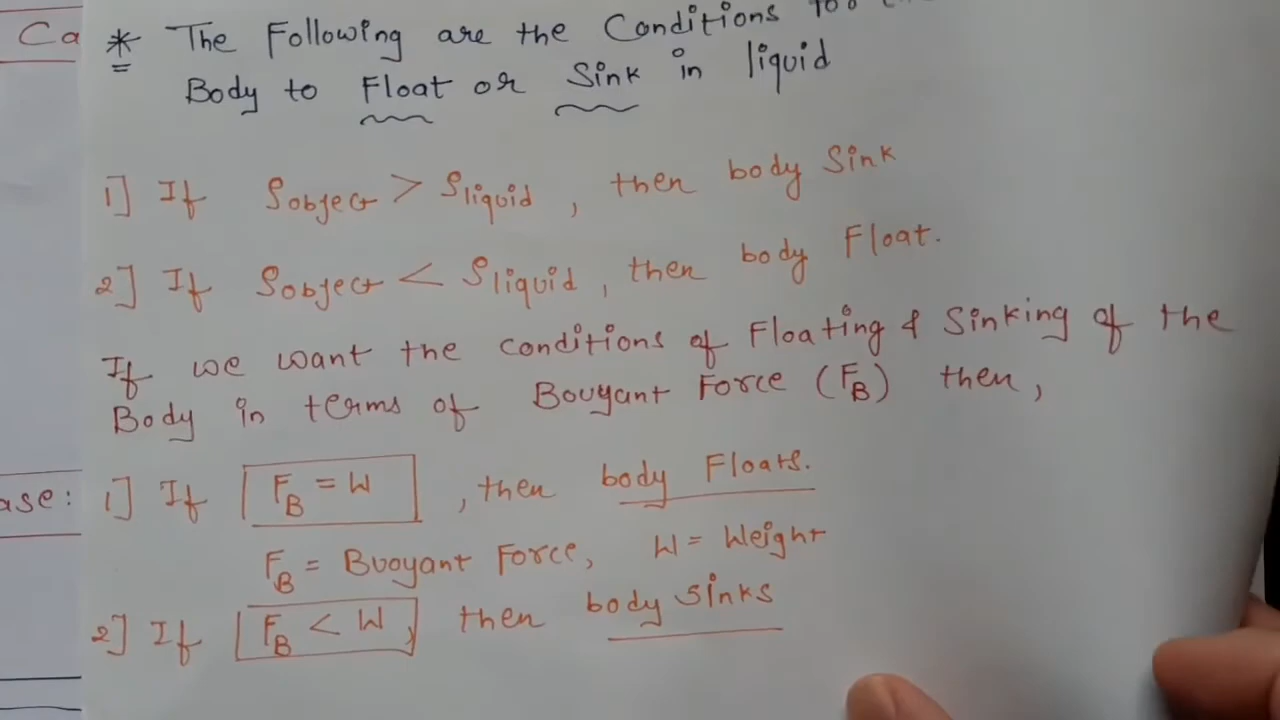 Ca
* The Following are the Conditions
Body to Float or Sink in liquid
1] If ρobject > ρliquid, then body Sink
2] If ρobject < ρliquid, then body Float.
If we want the conditions of Floating & Sinking of the
Body in terms of Bouyant Force (FB) then,
ase:
1] If FB = W, then body Floats.
FB = Buoyant Force, W = Weight
2] If FB < W, then body sinks